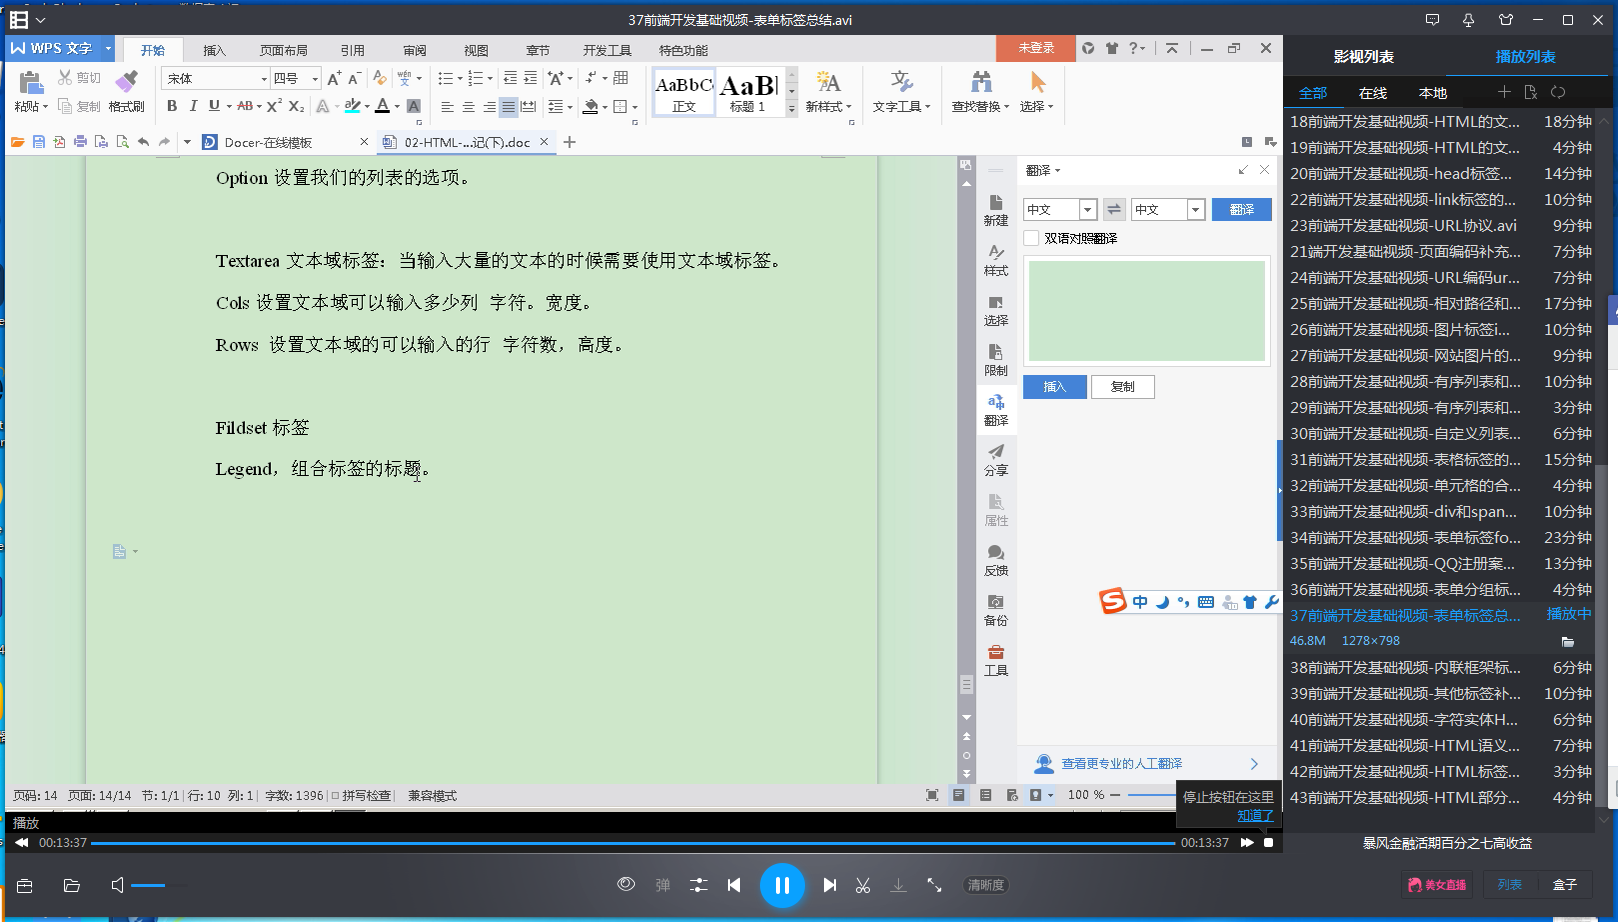 37前端开发基础视频-表单标签总结.avi
WPS 文字
开始 插入 页面布局 引用 审阅 视图 章节 开发工具 特色功能
未登录
粘贴 剪切 复制 格式刷
宋体 四号
AaBbC 正文
AaB 标题 1
新样式 文字工具 查找替换 选择
Docer-在线模板 02-HTML-...记(下).doc
Option 设置我们的列表的选项。
Textarea 文本域标签：当输入大量的文本的时候需要使用文本域标签。
Cols 设置文本域可以输入多少列 字符。宽度。
Rows 设置文本域的可以输入的行 字符数，高度。
Fildset 标签
Legend，组合标签的标题。
新建
样式
选择
限制
翻译
分享
属性
反馈
备份
工具
翻译
中文 中文 翻译
双语对照翻译
插入 复制
中
查看更专业的人工翻译
页码: 14 页面: 14/14 节: 1/1 行: 10 列: 1 字数: 1396 拼写检查 兼容模式
100 %
停止按钮在这里
知道了
播放
00:13:37 00:13:37
弹 清晰度
影视列表 播放列表
全部 在线 本地
18前端开发基础视频-HTML的文... 18分钟
19前端开发基础视频-HTML的文... 4分钟
20前端开发基础视频-head标签... 14分钟
22前端开发基础视频-link标签的... 10分钟
23前端开发基础视频-URL协议.avi 9分钟
21端开发基础视频-页面编码补充... 7分钟
24前端开发基础视频-URL编码ur... 7分钟
25前端开发基础视频-相对路径和... 17分钟
26前端开发基础视频-图片标签i... 10分钟
27前端开发基础视频-网站图片的... 9分钟
28前端开发基础视频-有序列表和... 10分钟
29前端开发基础视频-有序列表和... 3分钟
30前端开发基础视频-自定义列表... 6分钟
31前端开发基础视频-表格标签的... 15分钟
32前端开发基础视频-单元格的合... 4分钟
33前端开发基础视频-div和span... 10分钟
34前端开发基础视频-表单标签fo... 23分钟
35前端开发基础视频-QQ注册案... 13分钟
36前端开发基础视频-表单分组标... 4分钟
37前端开发基础视频-表单标签总... 播放中
46.8M 1278×798
38前端开发基础视频-内联框架标... 6分钟
39前端开发基础视频-其他标签补... 10分钟
40前端开发基础视频-字符实体H... 6分钟
41前端开发基础视频-HTML语义... 7分钟
42前端开发基础视频-HTML标签... 3分钟
43前端开发基础视频-HTML部分... 4分钟
暴风金融活期百分之七高收益
美女直播 列表 盒子